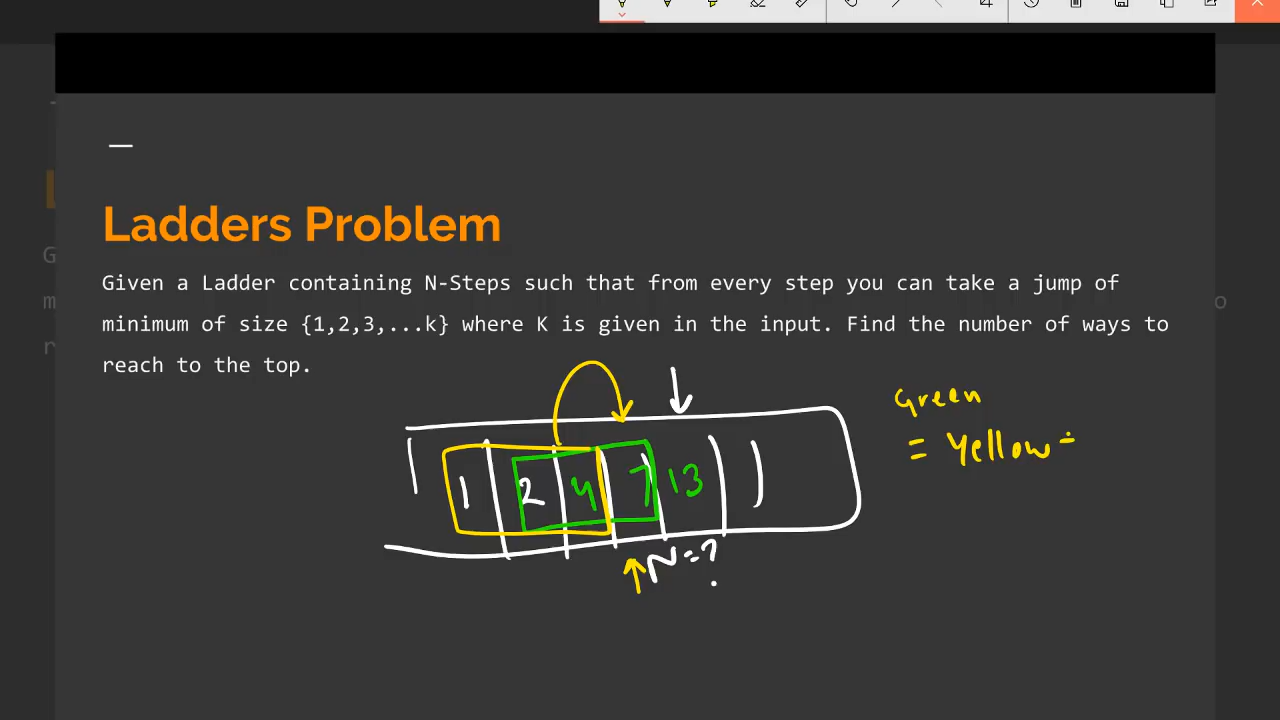 Ladders Problem
Given a Ladder containing N-Steps such that from every step you can take a jump of
minimum of size {1,2,3,...k} where K is given in the input. Find the number of ways to
reach to the top.
Green
= Yellow -
1 2 4 7 13
N=?